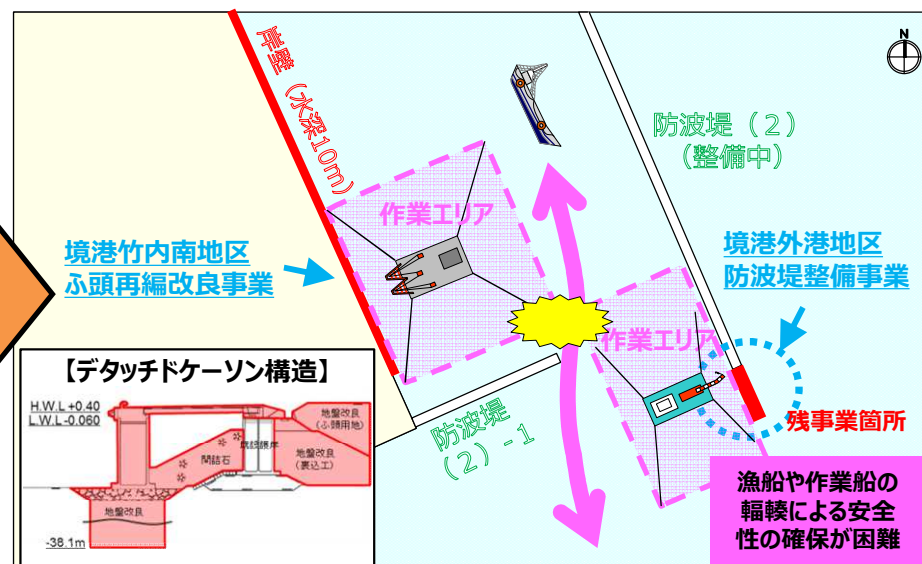 N
岸壁（水深10m）
防波堤（2）
（整備中）
作業エリア
境港竹内南地区
ふ頭再編改良事業
境港外港地区
防波堤整備事業
作業エリア
【デタッチドケーソン構造】
H.W.L +0.40
L.W.L -0.060
地盤改良
（ふ頭用地）
既設護岸
間詰石
地盤改良
（裏込工）
地盤改良
-38.1m
防波堤
（2）-1
残事業箇所
漁船や作業船の
輻輳による安全
性の確保が困難